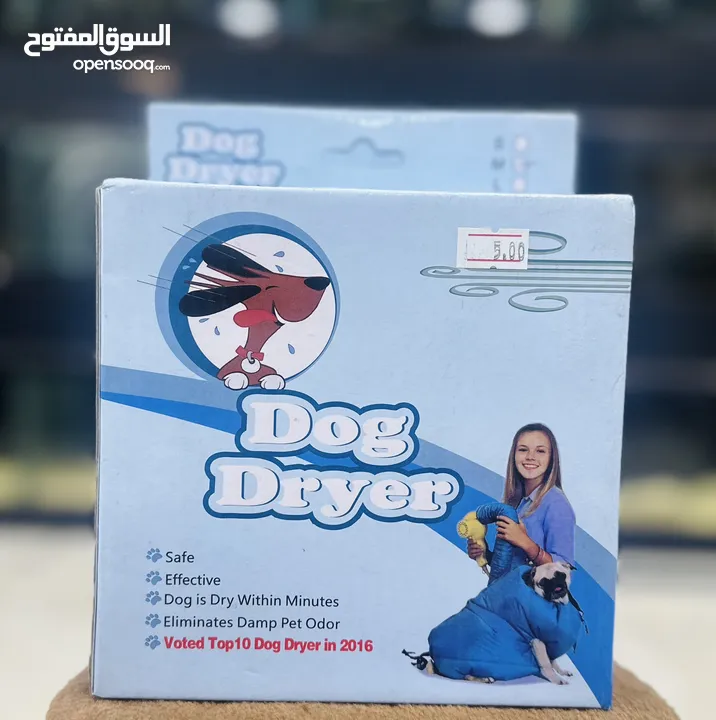 السوق المفتوح
opensooq.com
Dog
Dryer
S
M
L
5.00
Dog
Dryer
Safe
Effective
Dog is Dry Within Minutes
Eliminates Damp Pet Odor
Voted Top10 Dog Dryer in 2016